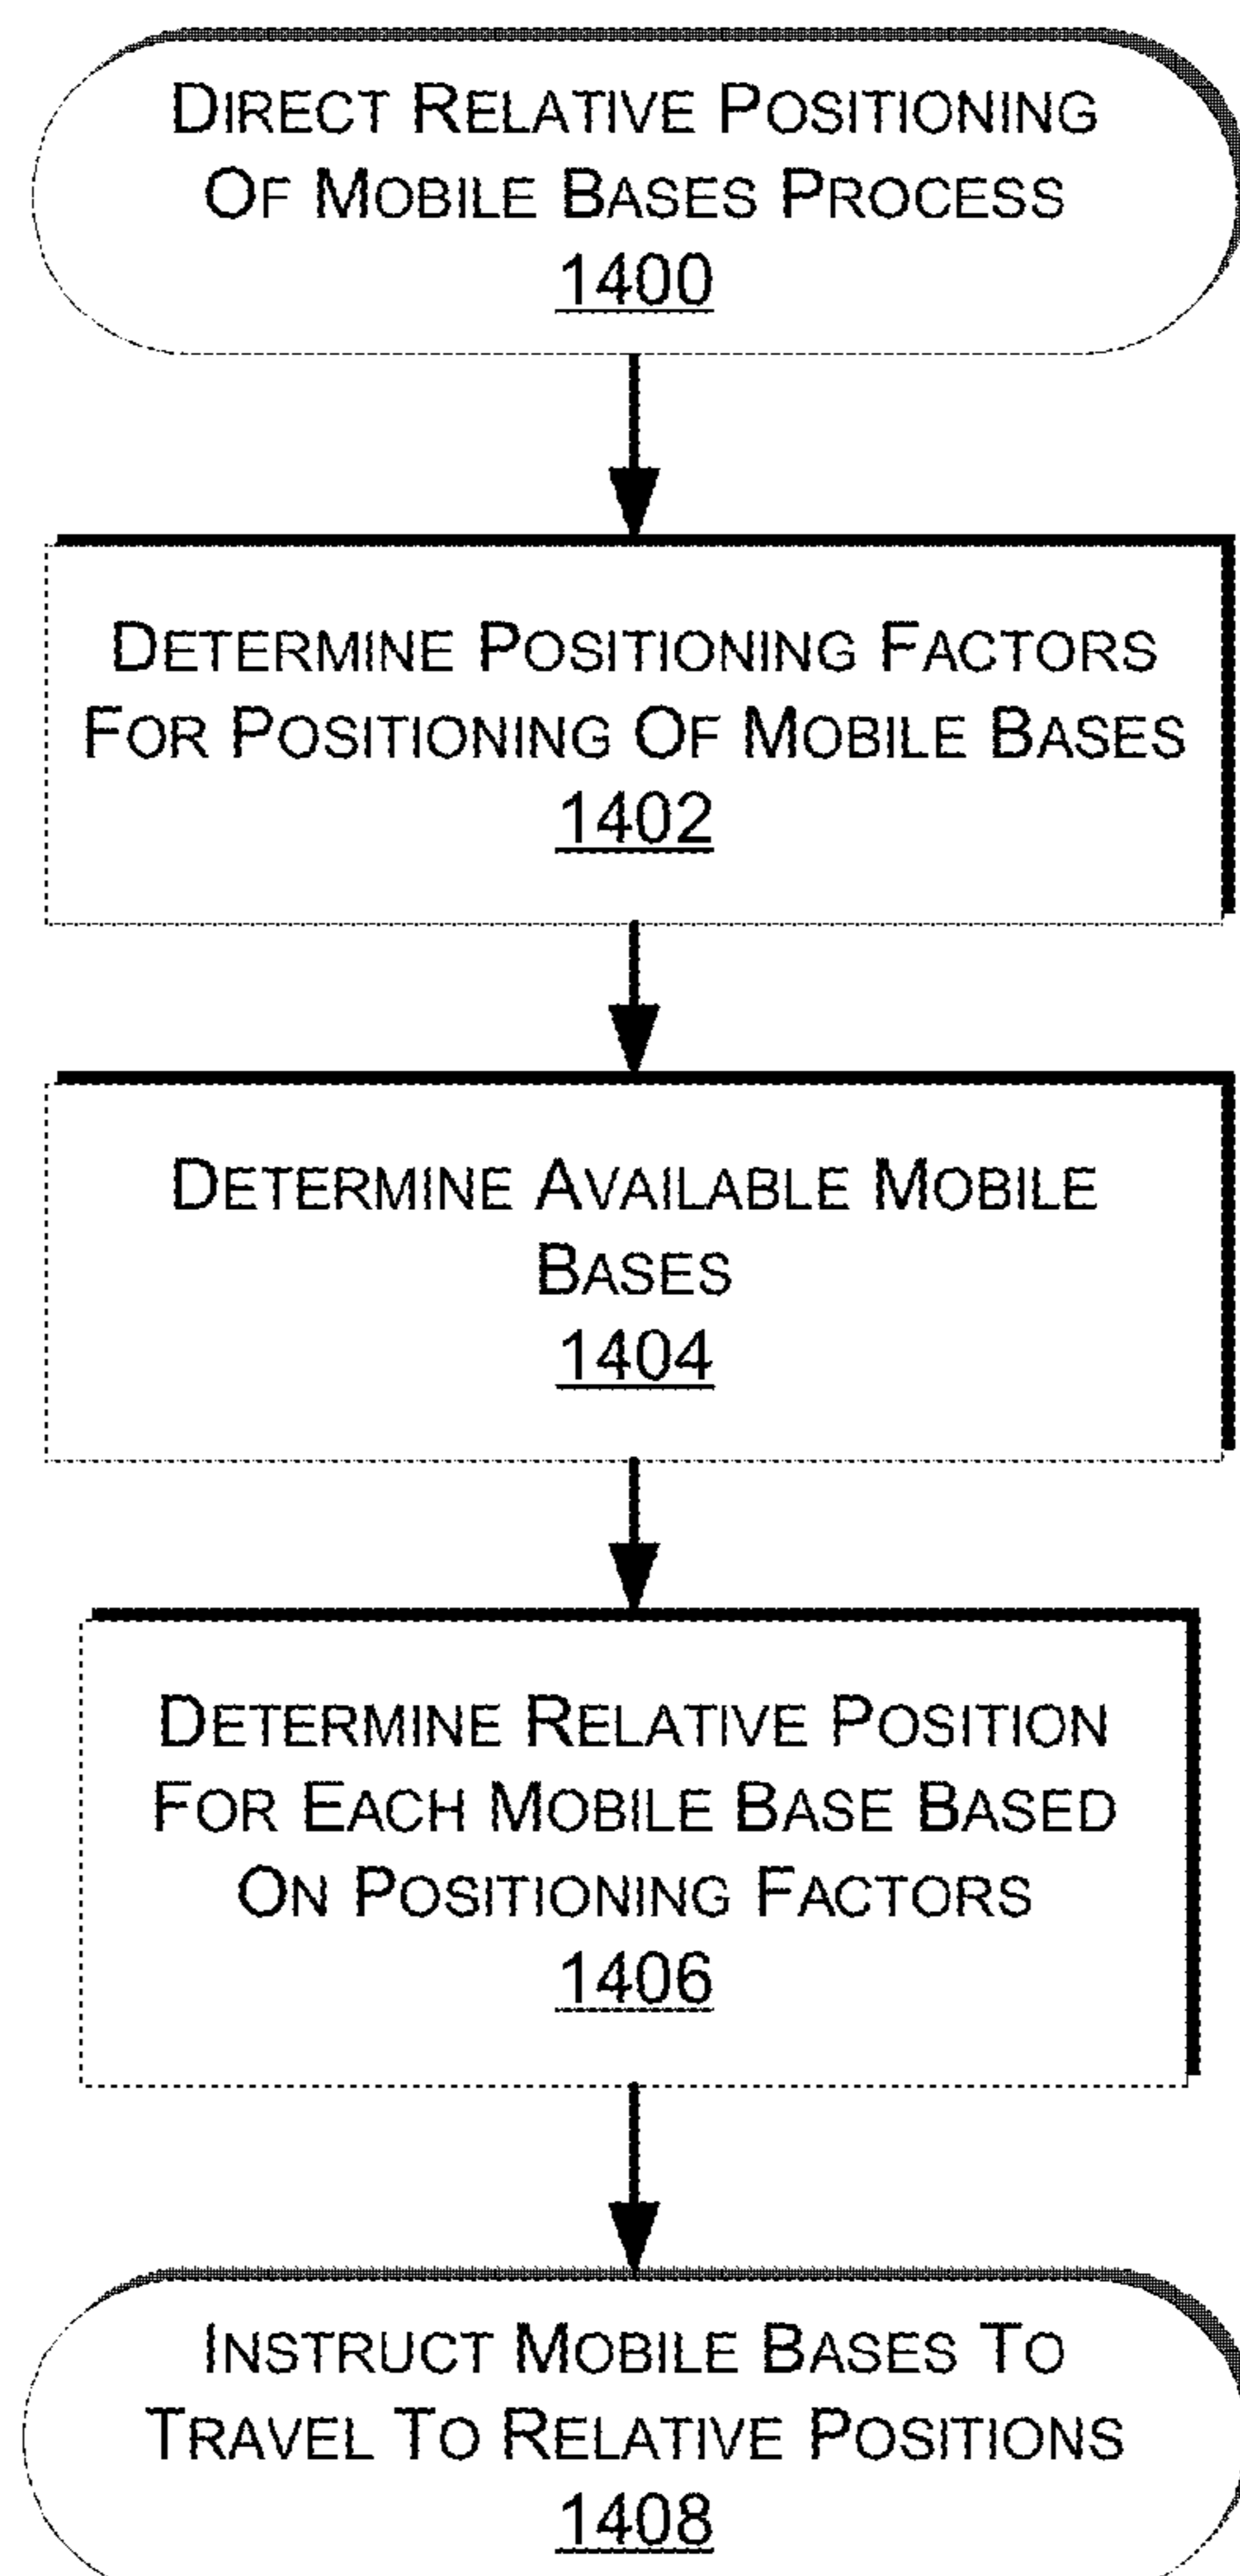 DIRECT RELATIVE POSITIONING
OF MOBILE BASES PROCESS
1400
DETERMINE POSITIONING FACTORS
FOR POSITIONING OF MOBILE BASES
1402
DETERMINE AVAILABLE MOBILE
BASES
1404
DETERMINE RELATIVE POSITION
FOR EACH MOBILE BASE BASED
ON POSITIONING FACTORS
1406
INSTRUCT MOBILE BASES TO
TRAVEL TO RELATIVE POSITIONS
1408